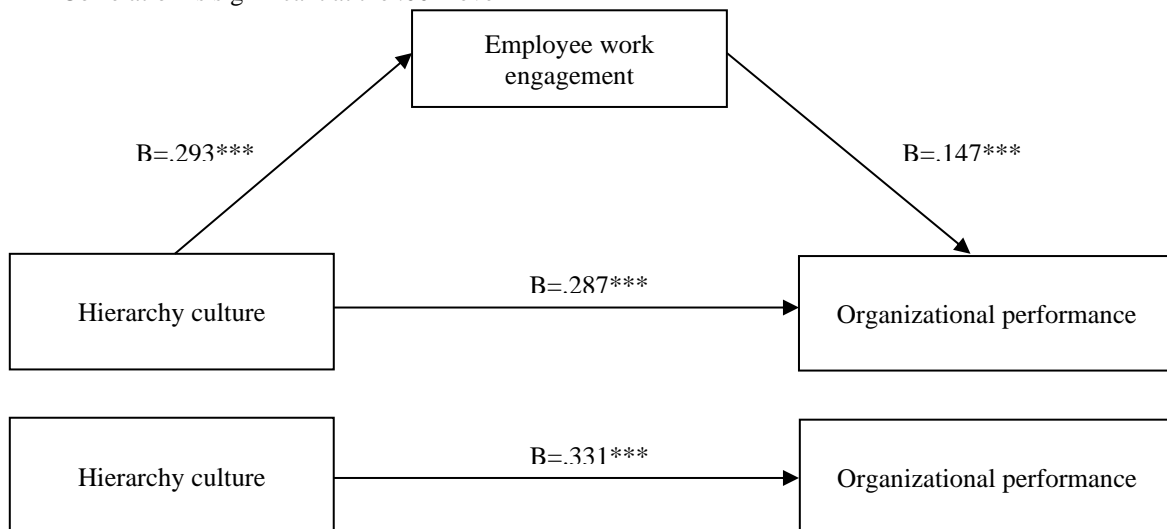 Employee work
engagement
B=.293***
B=.147***
B=.287***
Hierarchy culture
Organizational performance
B=.331***
Hierarchy culture
Organizational performance